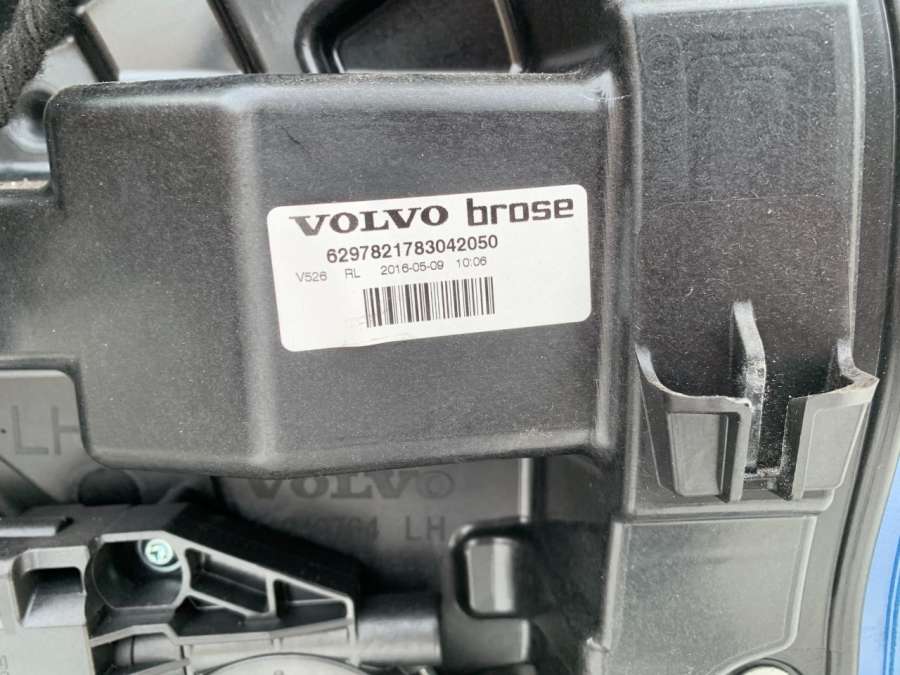 VOLVO brose
6297821783042050
V526 RL 2016-05-09 10:06
LH
VOLVO
LH